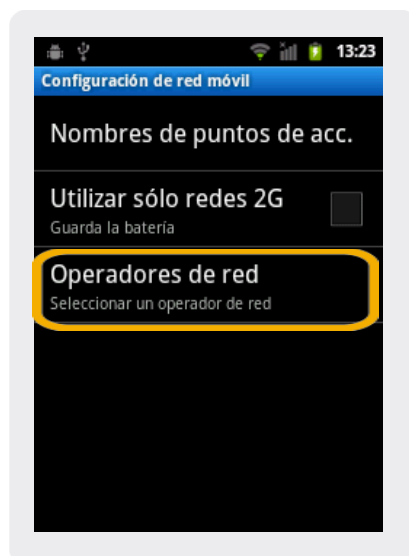 13:23
Configuración de red móvil
Nombres de puntos de acc.
Utilizar sólo redes 2G
Guarda la batería
Operadores de red
Seleccionar un operador de red